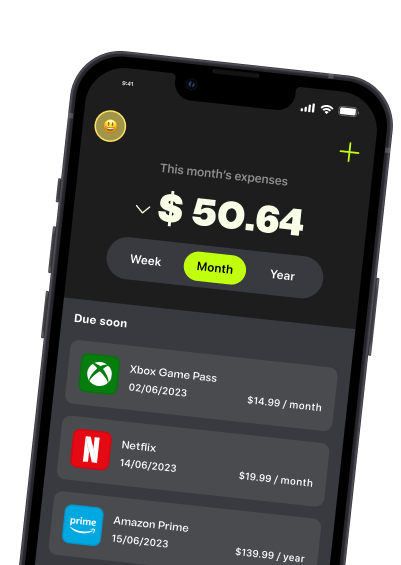 9:41
This month's expenses
$ 50.64
Week Month Year
Due soon
Xbox Game Pass
02/06/2023
$14.99 / month
N
Netflix
14/06/2023
$19.99 / month
prime
Amazon Prime
15/06/2023
$139.99 / year